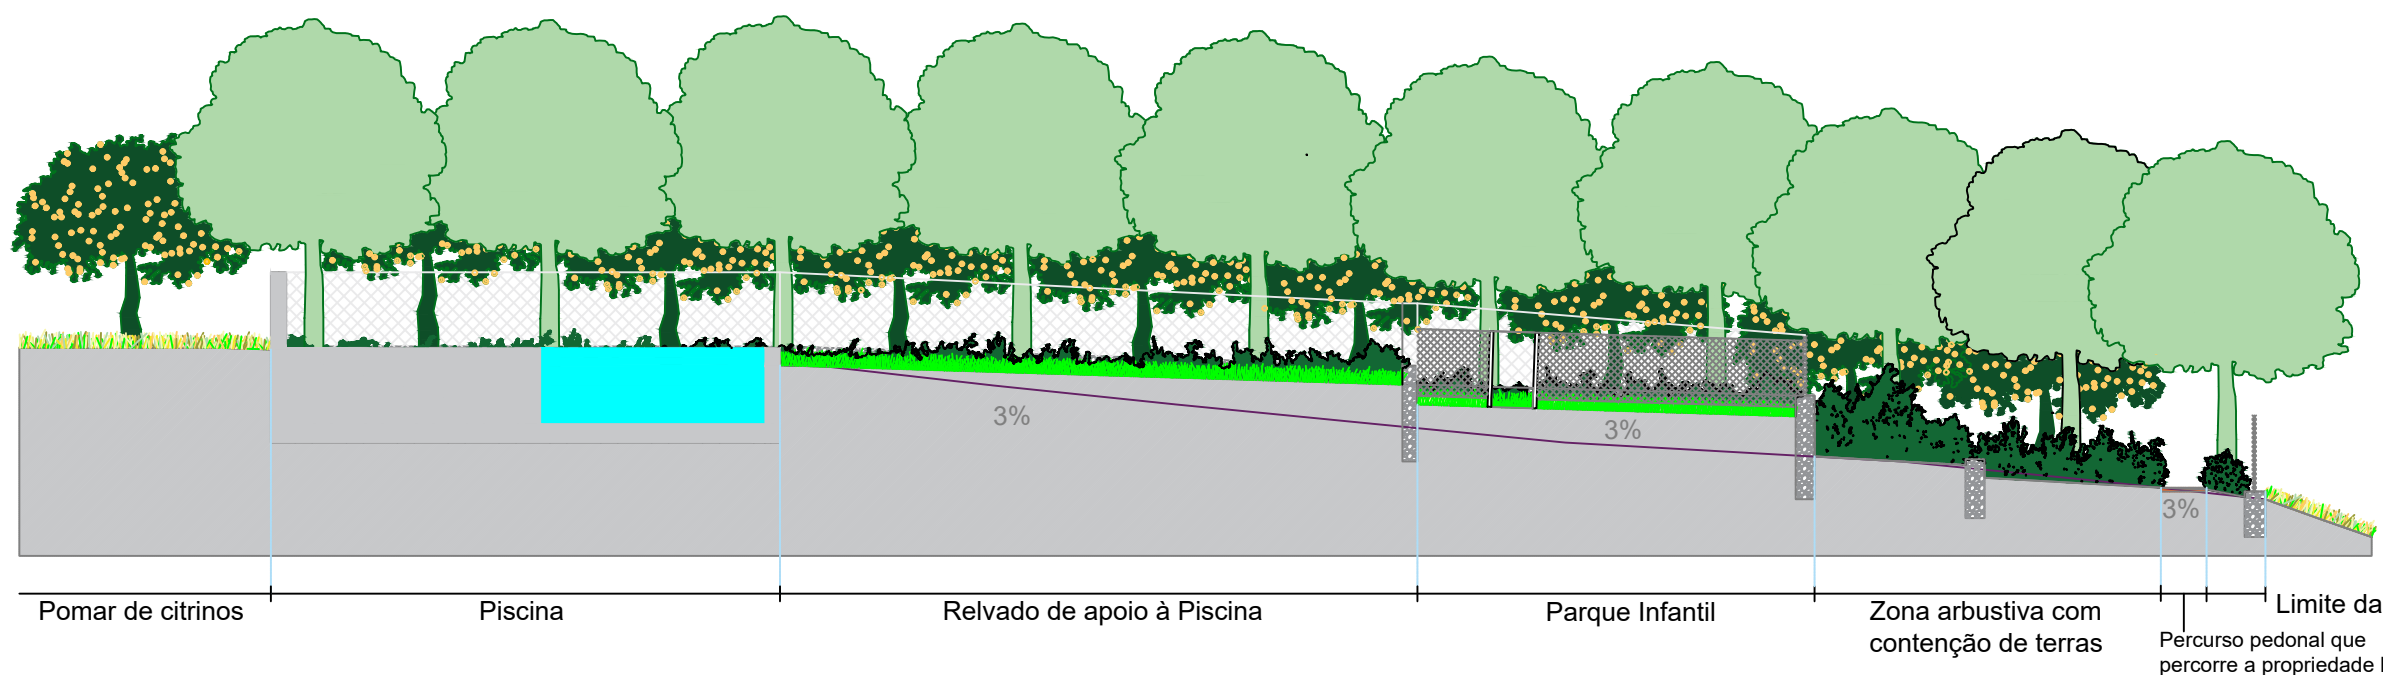 3%
3%
3%
Pomar de citrinos
Piscina
Relvado de apoio à Piscina
Parque Infantil
Zona arbustiva com
contenção de terras
Limite da
Percurso pedonal que
percorre a propriedade